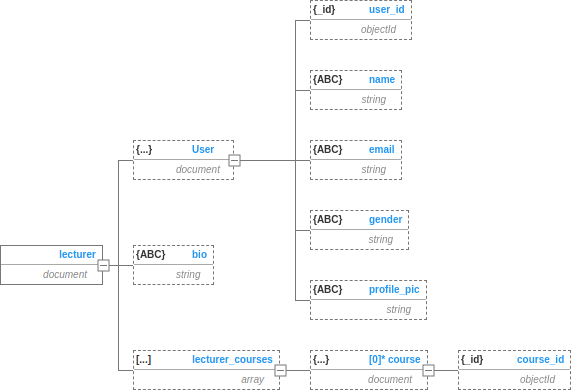 {_id} user_id
objectId
{ABC} name
string
{...} User
document
{ABC} email
string
{ABC} gender
string
lecturer
document
{ABC} bio
string
{ABC} profile_pic
string
[...] lecturer_courses
array
{...} [0]* course
document
{_id} course_id
objectId